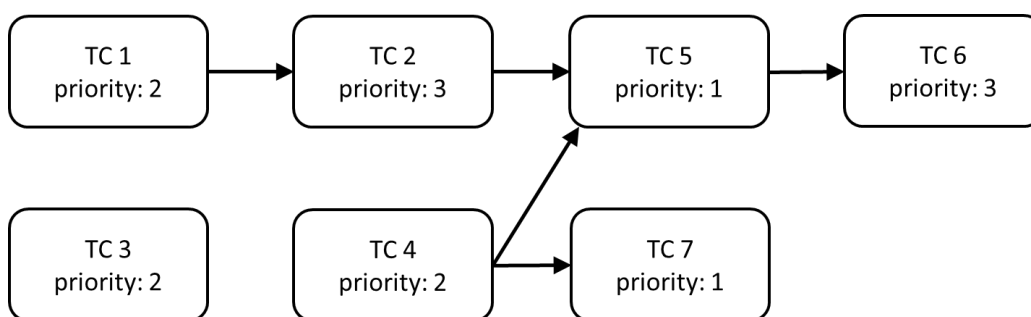 TC 1
priority: 2
TC 2
priority: 3
TC 5
priority: 1
TC 6
priority: 3
TC 3
priority: 2
TC 4
priority: 2
TC 7
priority: 1